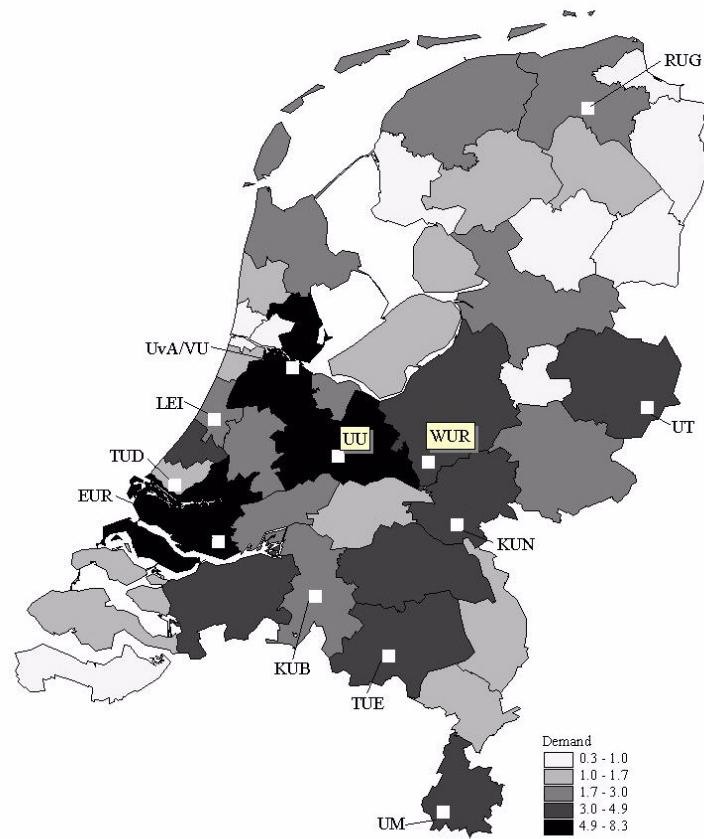 RUG
UvA/VU
LEI
UT
UU
WUR
TUD
EUR
KUN
KUB
TUE
UM
Demand
0.3 - 1.0
1.0 - 1.7
1.7 - 3.0
3.0 - 4.9
4.9 - 8.3